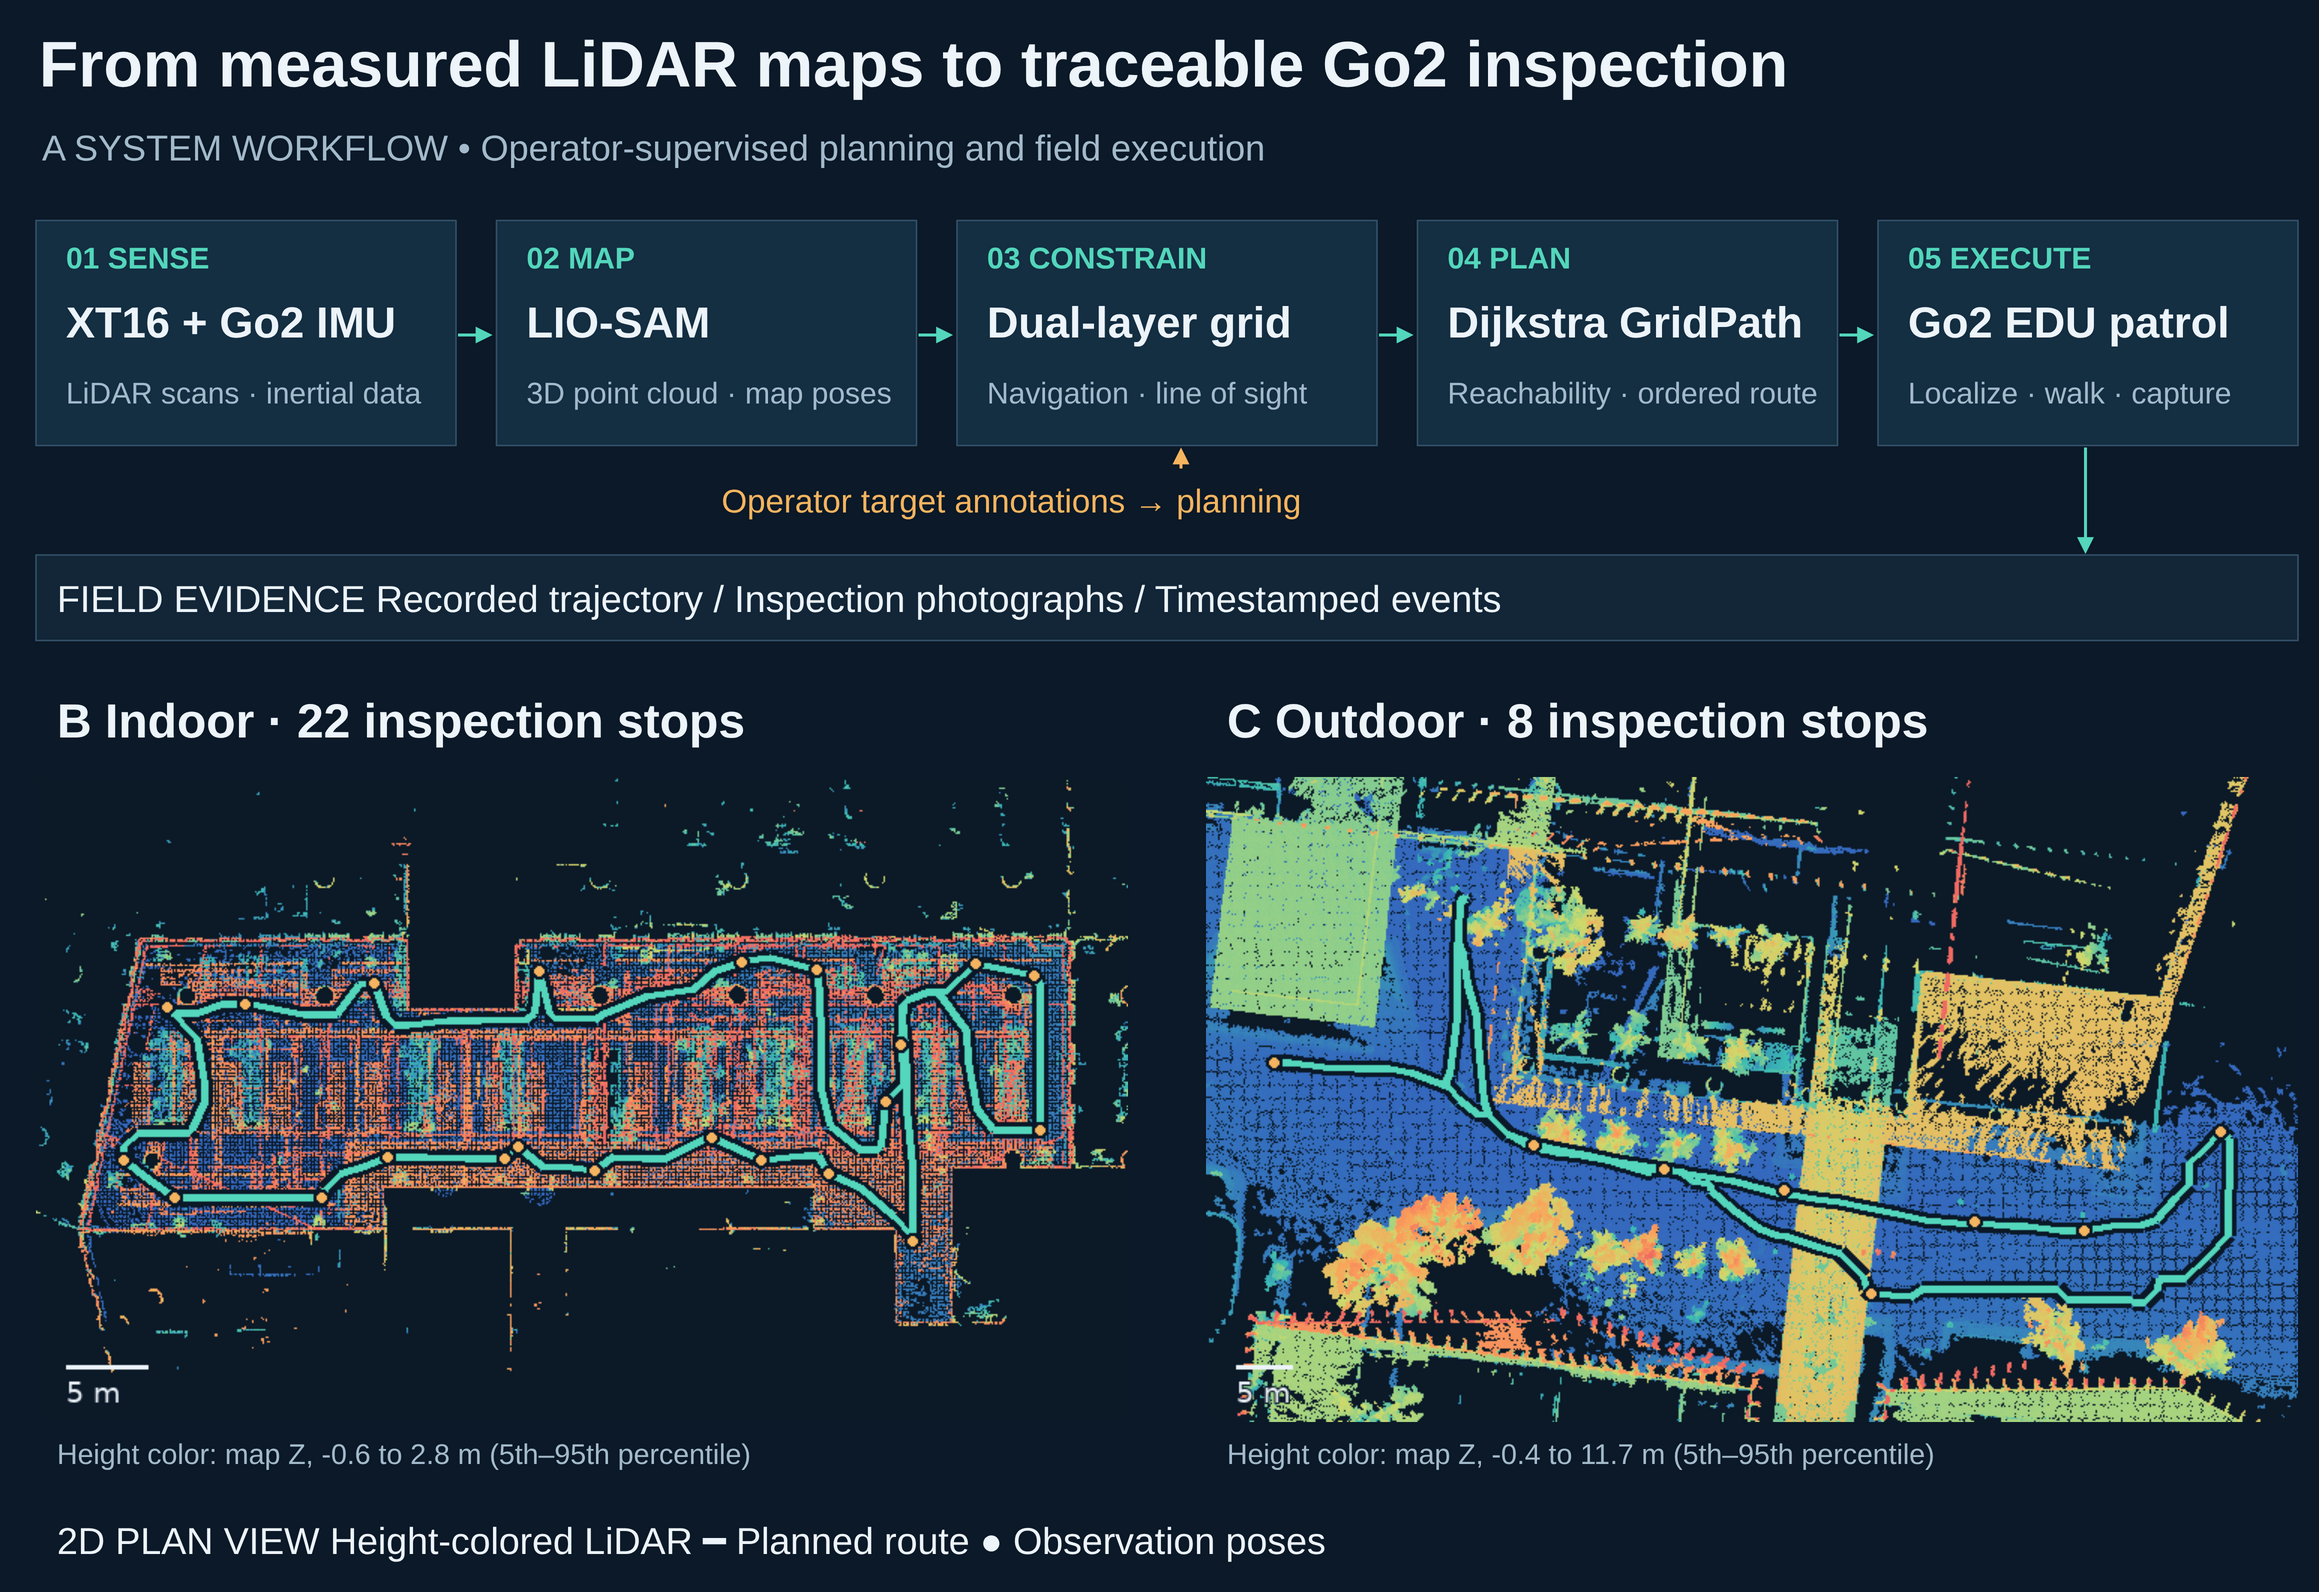 From measured LiDAR maps to traceable Go2 inspection
A SYSTEM WORKFLOW • Operator-supervised planning and field execution
01 SENSE
XT16 + Go2 IMU
LiDAR scans · inertial data
02 MAP
LIO-SAM
3D point cloud · map poses
03 CONSTRAIN
Dual-layer grid
Navigation · line of sight
04 PLAN
Dijkstra GridPath
Reachability · ordered route
05 EXECUTE
Go2 EDU patrol
Localize · walk · capture
Operator target annotations → planning
FIELD EVIDENCE Recorded trajectory / Inspection photographs / Timestamped events
B Indoor · 22 inspection stops
5 m
Height color: map Z, -0.6 to 2.8 m (5th–95th percentile)
C Outdoor · 8 inspection stops
5 m
Height color: map Z, -0.4 to 11.7 m (5th–95th percentile)
2D PLAN VIEW Height-colored LiDAR ━ Planned route ● Observation poses